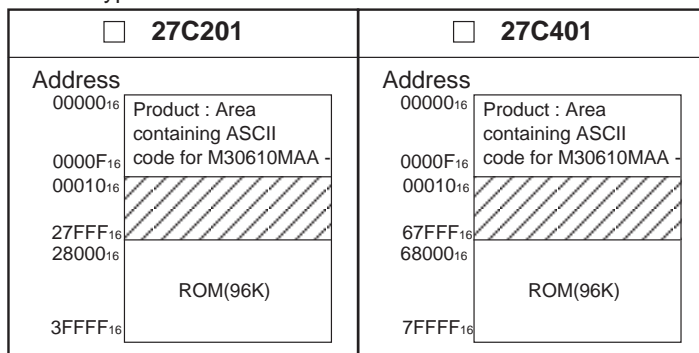 ☐ 27C201
Address
00000₁₆
Product : Area
containing ASCII
0000F₁₆ code for M30610MAA -
00010₁₆
27FFF₁₆
28000₁₆
ROM(96K)
3FFFF₁₆
☐ 27C401
Address
00000₁₆
Product : Area
containing ASCII
0000F₁₆ code for M30610MAA -
00010₁₆
67FFF₁₆
68000₁₆
ROM(96K)
7FFFF₁₆